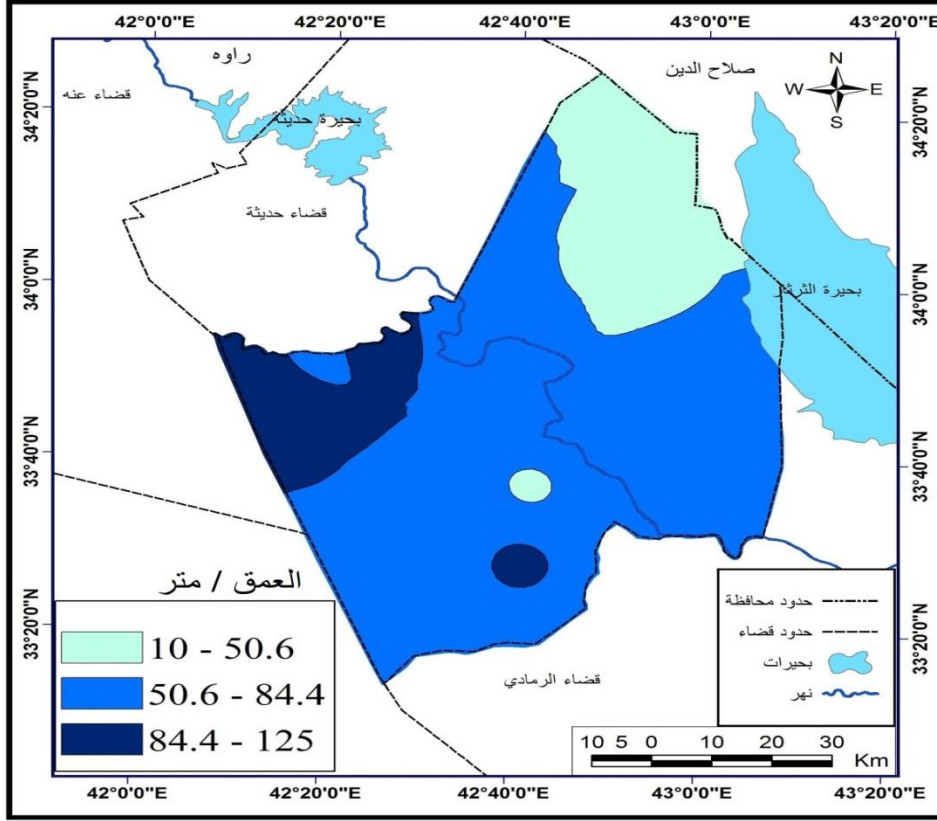 42°0'0"E 42°20'0"E 42°40'0"E 43°0'0"E 43°20'0"E
راوه
صلاح الدين
N
W E
S
قضاء عنه
34°20'0"N
34°20'0"N
بحيرة حديثة
قضاء حديثة
34°0'0"N
34°0'0"N
بحيرة الثرثار
33°40'0"N
33°40'0"N
العمق / متر
10 - 50.6
50.6 - 84.4
84.4 - 125
33°20'0"N
33°20'0"N
قضاء الرمادي
حدود محافظة
حدود قضاء
بحيرات
نهر
10 5 0 10 20 30
Km
42°0'0"E 42°20'0"E 42°40'0"E 43°0'0"E 43°20'0"E